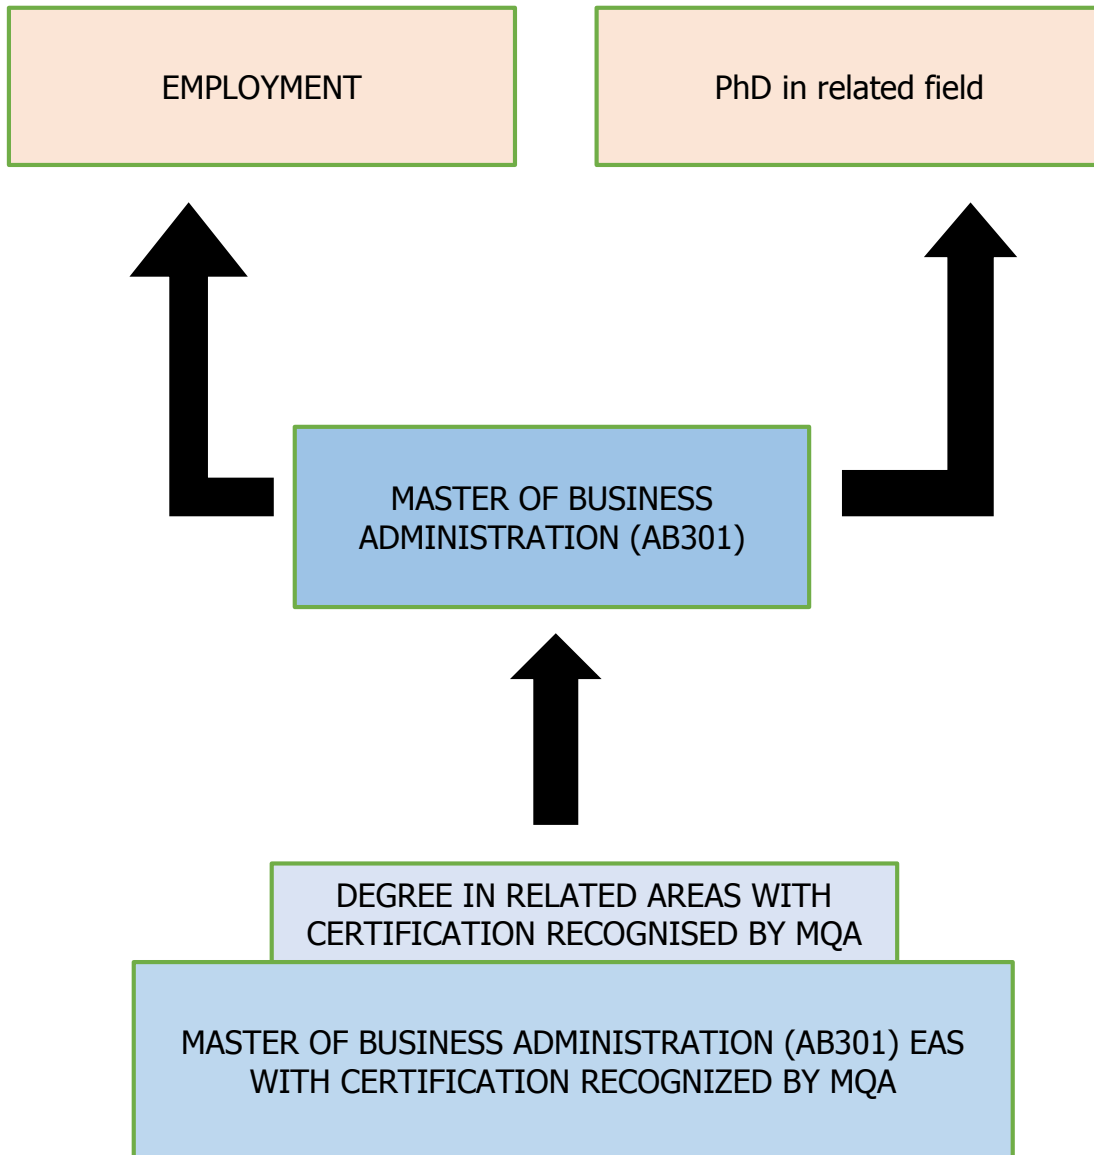 EMPLOYMENT
PhD in related field
MASTER OF BUSINESS
ADMINISTRATION (AB301)
DEGREE IN RELATED AREAS WITH
CERTIFICATION RECOGNISED BY MQA
MASTER OF BUSINESS ADMINISTRATION (AB301) EAS
WITH CERTIFICATION RECOGNIZED BY MQA